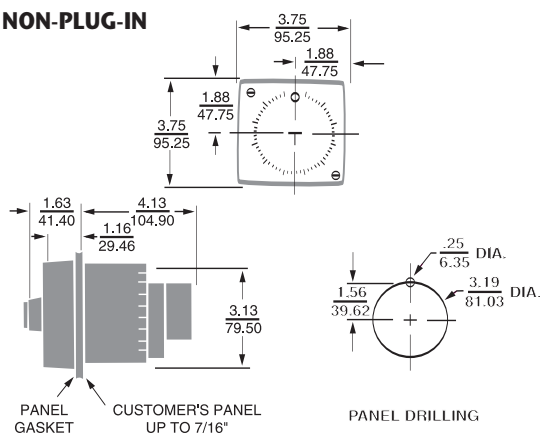 NON-PLUG-IN
3.75
95.25
1.88
47.75
1.88
47.75
3.75
95.25
1.63
41.40
4.13
104.90
1.16
29.46
.25
6.35 DIA.
1.56
39.62
3.19
81.03 DIA.
3.13
79.50
PANEL
GASKET
CUSTOMER'S PANEL
UP TO 7/16"
PANEL DRILLING